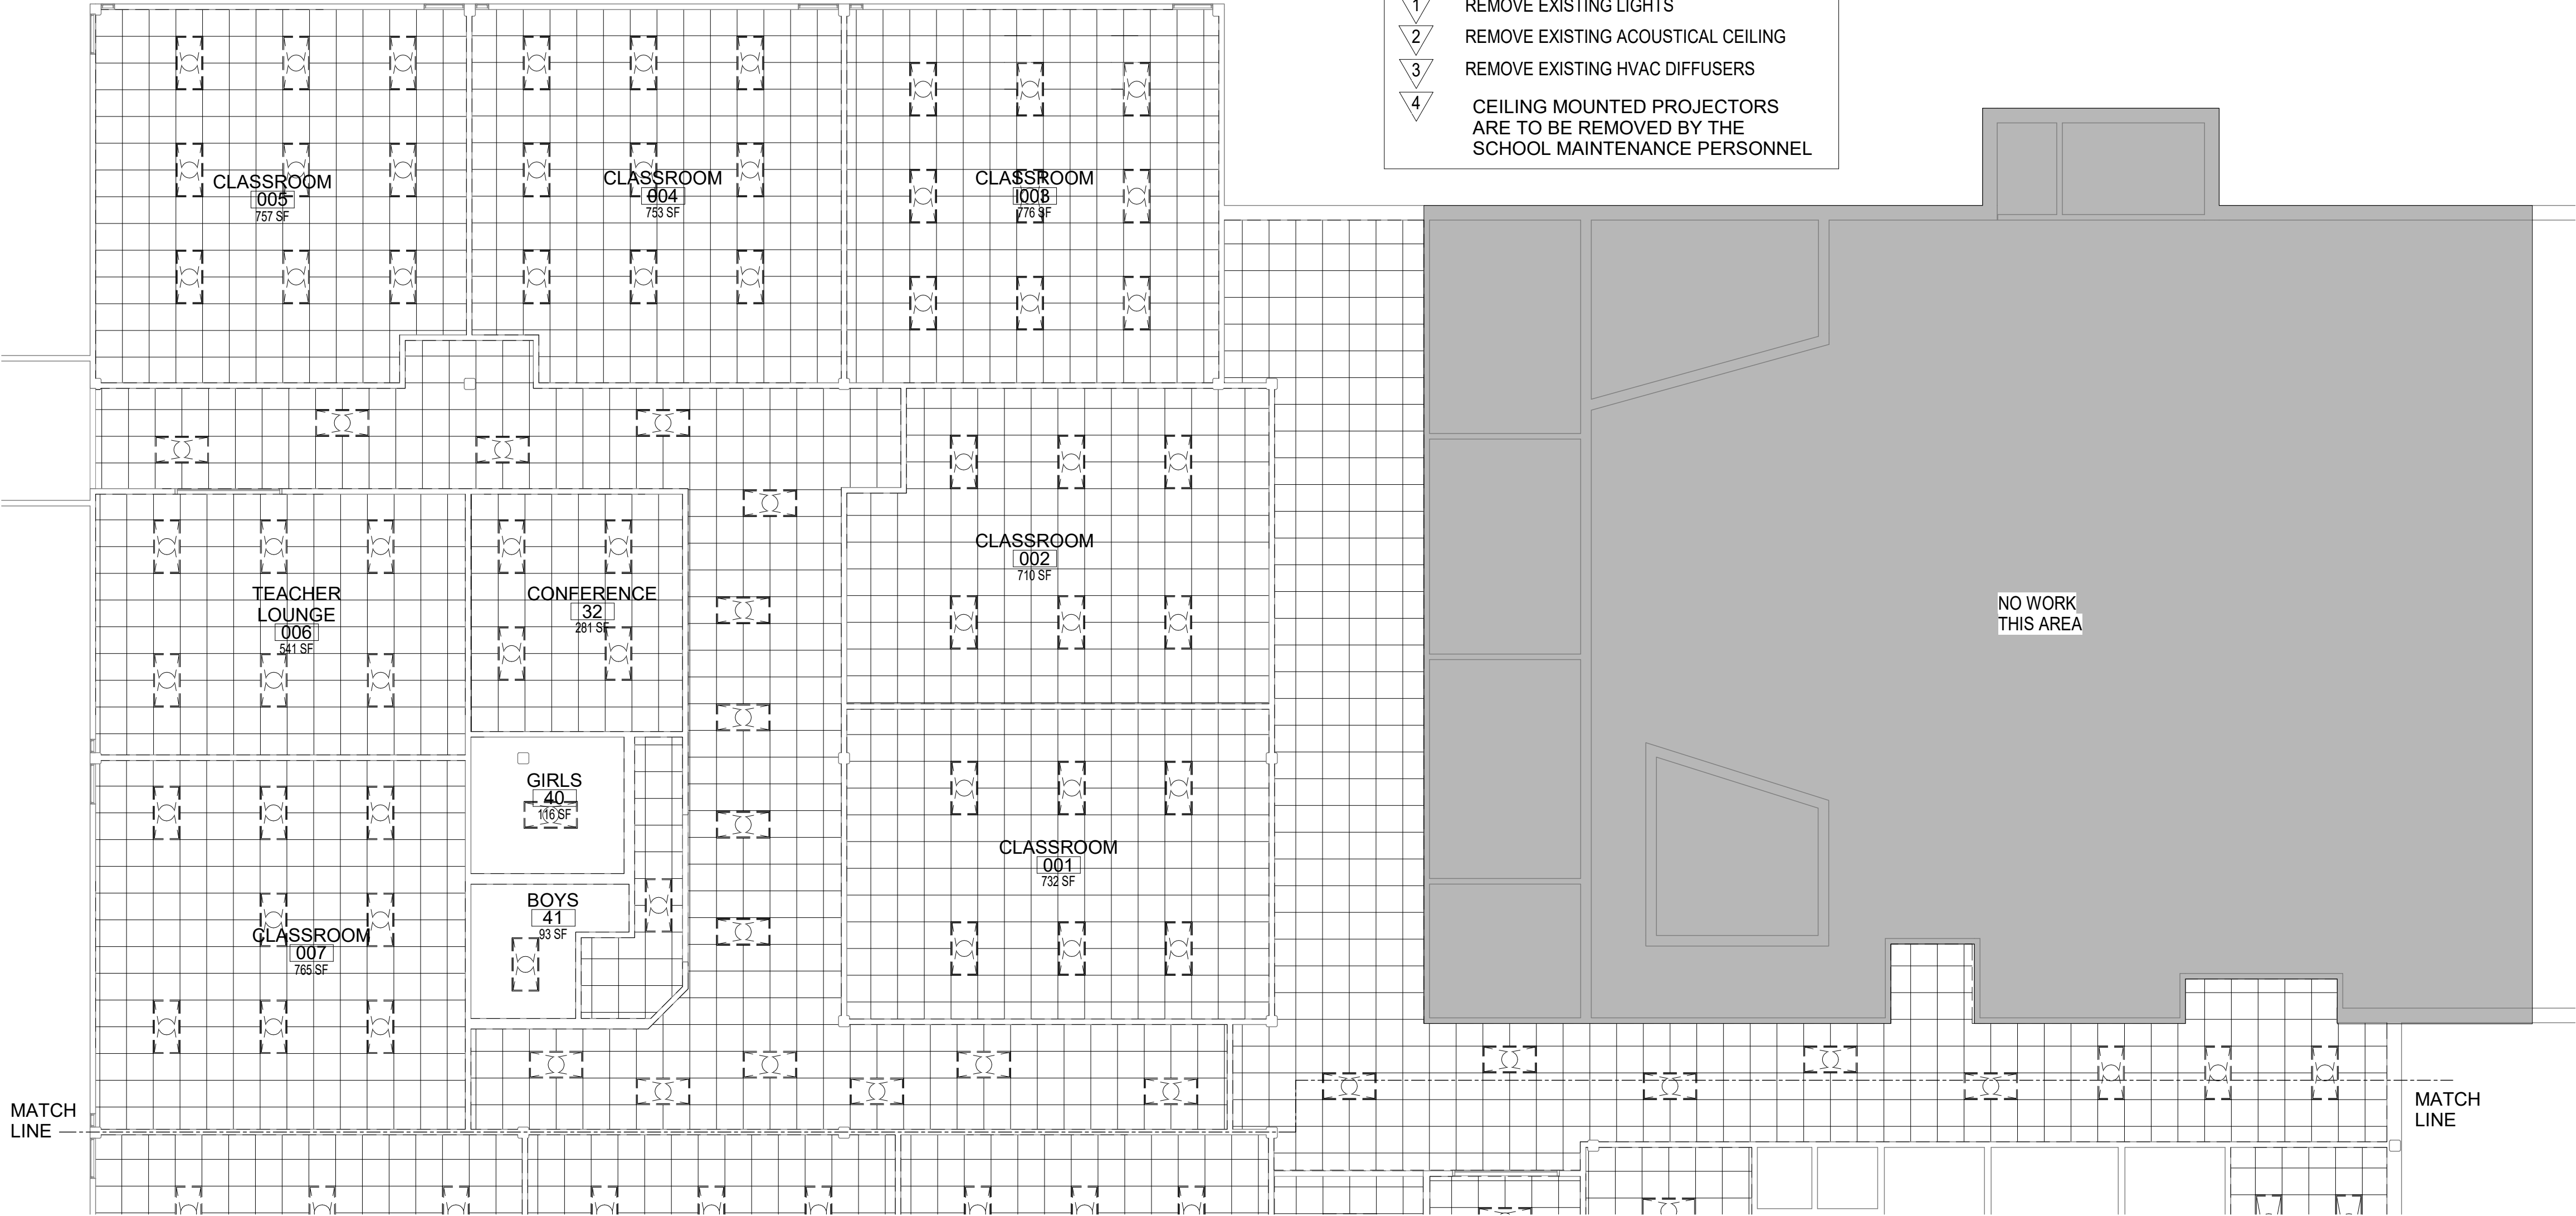 1 REMOVE EXISTING LIGHTS
2 REMOVE EXISTING ACOUSTICAL CEILING
3 REMOVE EXISTING HVAC DIFFUSERS
4 CEILING MOUNTED PROJECTORS
ARE TO BE REMOVED BY THE
SCHOOL MAINTENANCE PERSONNEL
CLASSROOM
005
757 SF
CLASSROOM
004
753 SF
CLASSROOM
776 SF
CLASSROOM
002
710 SF
TEACHER
LOUNGE
006
541 SF
CONFERENCE
32
281 SF
NO WORK
THIS AREA
GIRLS
40
116 SF
BOYS
41
93 SF
CLASSROOM
001
732 SF
CLASSROOM
007
765 SF
MATCH
LINE
MATCH
LINE